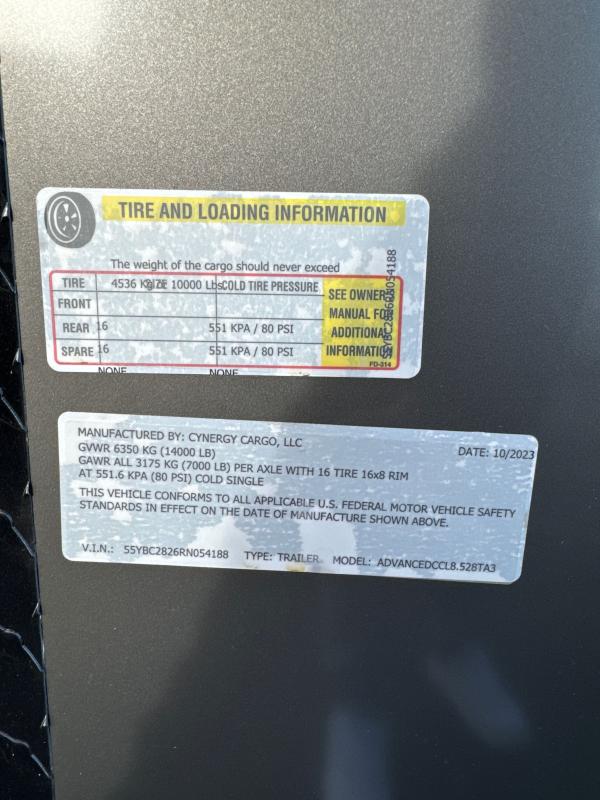 TIRE AND LOADING INFORMATION
The weight of the cargo should never exceed
TIRE 4536 Kg SIZE 10000 Lbs COLD TIRE PRESSURE
SEE OWNERS
FRONT
MANUAL FOR
REAR 16 551 KPA / 80 PSI
ADDITIONAL
SPARE 16 551 KPA / 80 PSI
INFORMATION
NONE NONE
PD-314
55YBC2826RN054188
MANUFACTURED BY: CYNERGY CARGO, LLC
DATE: 10/2023
GVWR 6350 KG (14000 LB)
GAWR ALL 3175 KG (7000 LB) PER AXLE WITH 16 TIRE 16x8 RIM
AT 551.6 KPA (80 PSI) COLD SINGLE
THIS VEHICLE CONFORMS TO ALL APPLICABLE U.S. FEDERAL MOTOR VEHICLE SAFETY
STANDARDS IN EFFECT ON THE DATE OF MANUFACTURE SHOWN ABOVE.
V.I.N.: 55YBC2826RN054188 TYPE: TRAILER MODEL: ADVANCEDCCL8.528TA3